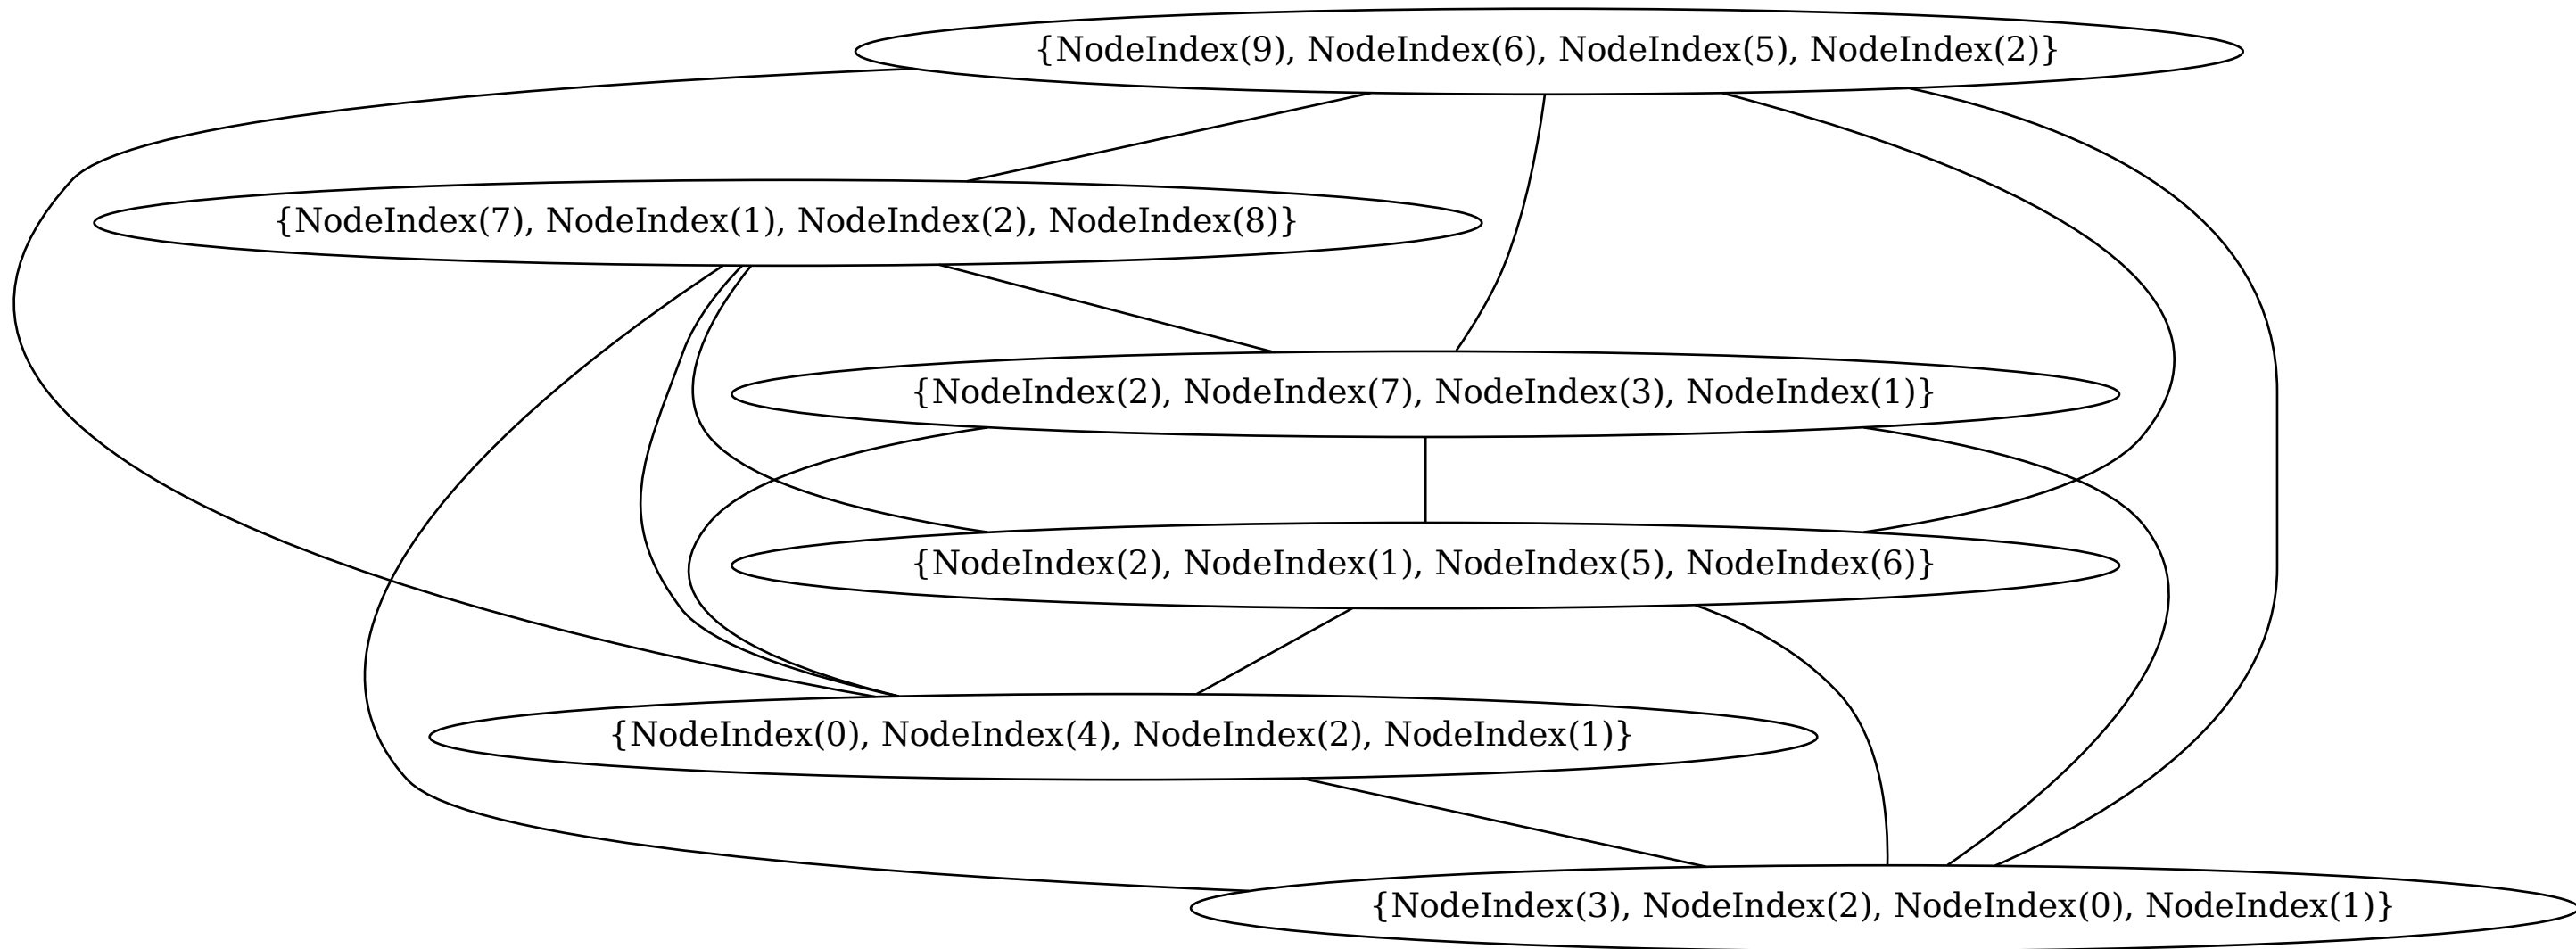 {NodeIndex(9), NodeIndex(6), NodeIndex(5), NodeIndex(2)}
{NodeIndex(7), NodeIndex(1), NodeIndex(2), NodeIndex(8)}
{NodeIndex(2), NodeIndex(7), NodeIndex(3), NodeIndex(1)}
{NodeIndex(2), NodeIndex(1), NodeIndex(5), NodeIndex(6)}
{NodeIndex(0), NodeIndex(4), NodeIndex(2), NodeIndex(1)}
{NodeIndex(3), NodeIndex(2), NodeIndex(0), NodeIndex(1)}